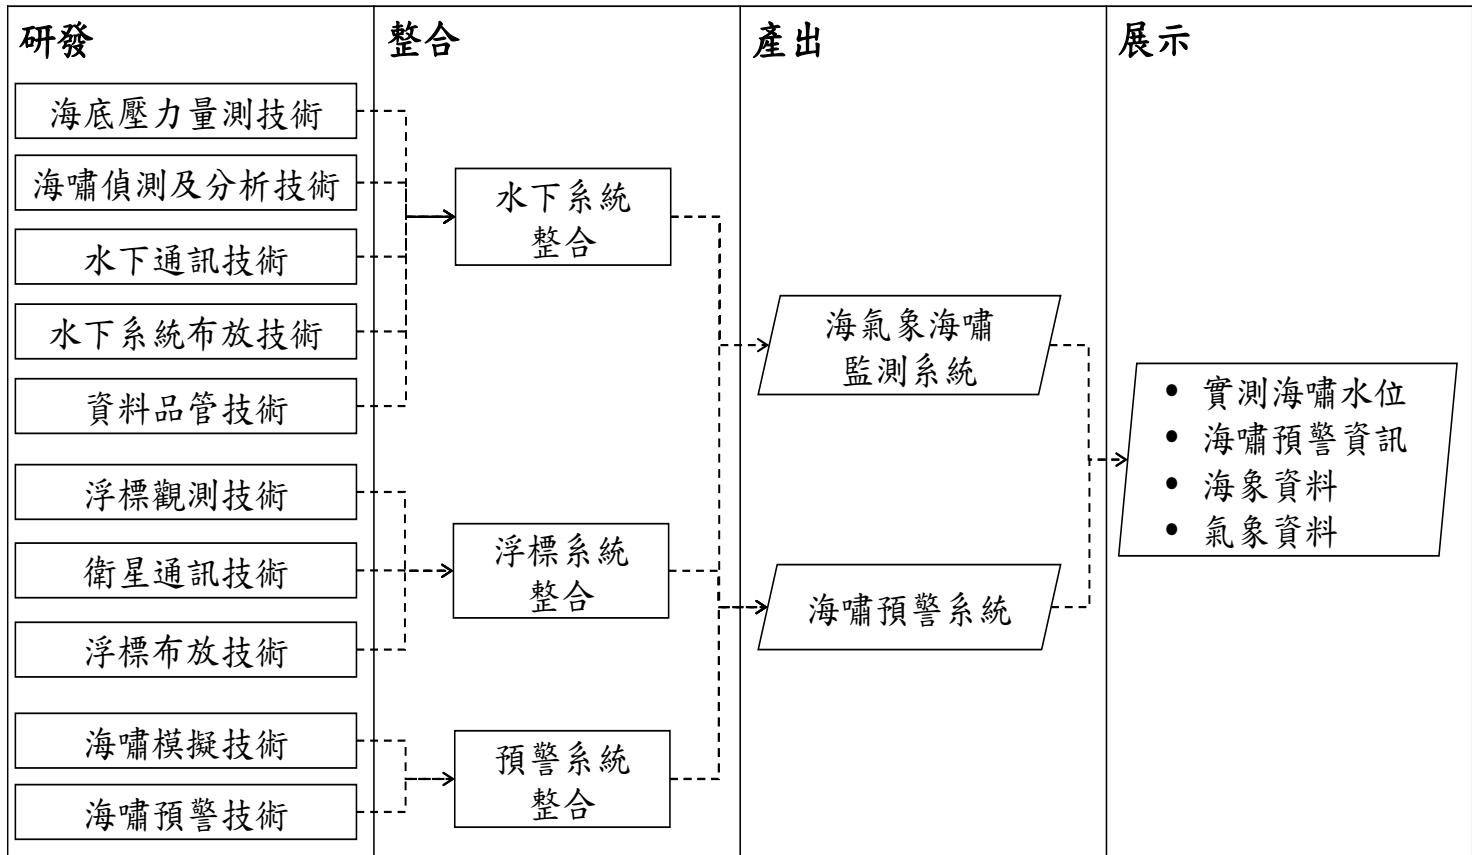 研發
海底壓力量測技術
海嘯偵測及分析技術
水下通訊技術
水下系統布放技術
資料品管技術
浮標觀測技術
衛星通訊技術
浮標布放技術
海嘯模擬技術
海嘯預警技術
整合
水下系統
整合
浮標系統
整合
預警系統
整合
產出
海氣象海嘯
監測系統
海嘯預警系統
展示
• 實測海嘯水位
• 海嘯預警資訊
• 海象資料
• 氣象資料